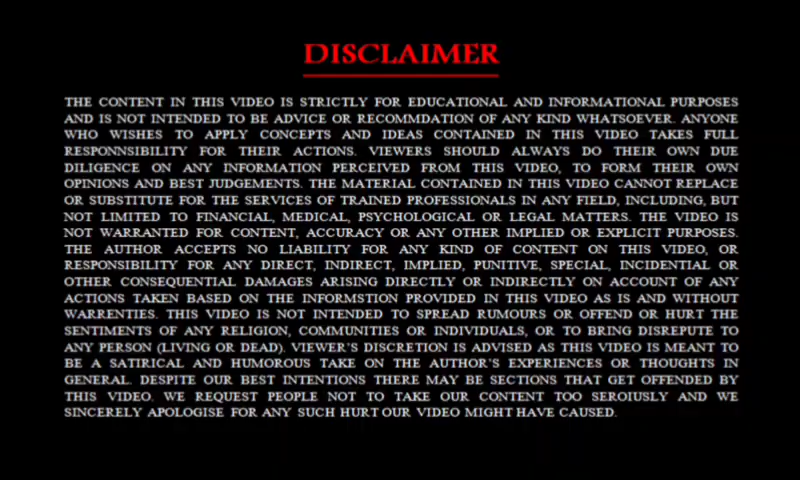 DISCLAIMER
THE CONTENT IN THIS VIDEO IS STRICTLY FOR EDUCATIONAL AND INFORMATIONAL PURPOSES
AND IS NOT INTENDED TO BE ADVICE OR RECOMMDATION OF ANY KIND WHATSOEVER. ANYONE
WHO WISHES TO APPLY CONCEPTS AND IDEAS CONTAINED IN THIS VIDEO TAKES FULL
RESPONNSIBILITY FOR THEIR ACTIONS. VIEWERS SHOULD ALWAYS DO THEIR OWN DUE
DILIGENCE ON ANY INFORMATION PERCEIVED FROM THIS VIDEO, TO FORM THEIR OWN
OPINIONS AND BEST JUDGEMENTS. THE MATERIAL CONTAINED IN THIS VIDEO CANNOT REPLACE
OR SUBSTITUTE FOR THE SERVICES OF TRAINED PROFESSIONALS IN ANY FIELD, INCLUDING, BUT
NOT LIMITED TO FINANCIAL, MEDICAL, PSYCHOLOGICAL OR LEGAL MATTERS. THE VIDEO IS
NOT WARRANTED FOR CONTENT, ACCURACY OR ANY OTHER IMPLIED OR EXPLICIT PURPOSES.
THE AUTHOR ACCEPTS NO LIABILITY FOR ANY KIND OF CONTENT ON THIS VIDEO, OR
RESPONSIBILITY FOR ANY DIRECT, INDIRECT, IMPLIED, PUNITIVE, SPECIAL, INCIDENTIAL OR
OTHER CONSEQUENTIAL DAMAGES ARISING DIRECTLY OR INDIRECTLY ON ACCOUNT OF ANY
ACTIONS TAKEN BASED ON THE INFORMSTION PROVIDED IN THIS VIDEO AS IS AND WITHOUT
WARRENTIES. THIS VIDEO IS NOT INTENDED TO SPREAD RUMOURS OR OFFEND OR HURT THE
SENTIMENTS OF ANY RELIGION, COMMUNITIES OR INDIVIDUALS, OR TO BRING DISREPUTE TO
ANY PERSON (LIVING OR DEAD). VIEWER'S DISCRETION IS ADVISED AS THIS VIDEO IS MEANT TO
BE A SATIRICAL AND HUMOROUS TAKE ON THE AUTHOR'S EXPERIENCES OR THOUGHTS IN
GENERAL. DESPITE OUR BEST INTENTIONS THERE MAY BE SECTIONS THAT GET OFFENDED BY
THIS VIDEO. WE REQUEST PEOPLE NOT TO TAKE OUR CONTENT TOO SEROIUSLY AND WE
SINCERELY APOLOGISE FOR ANY SUCH HURT OUR VIDEO MIGHT HAVE CAUSED.